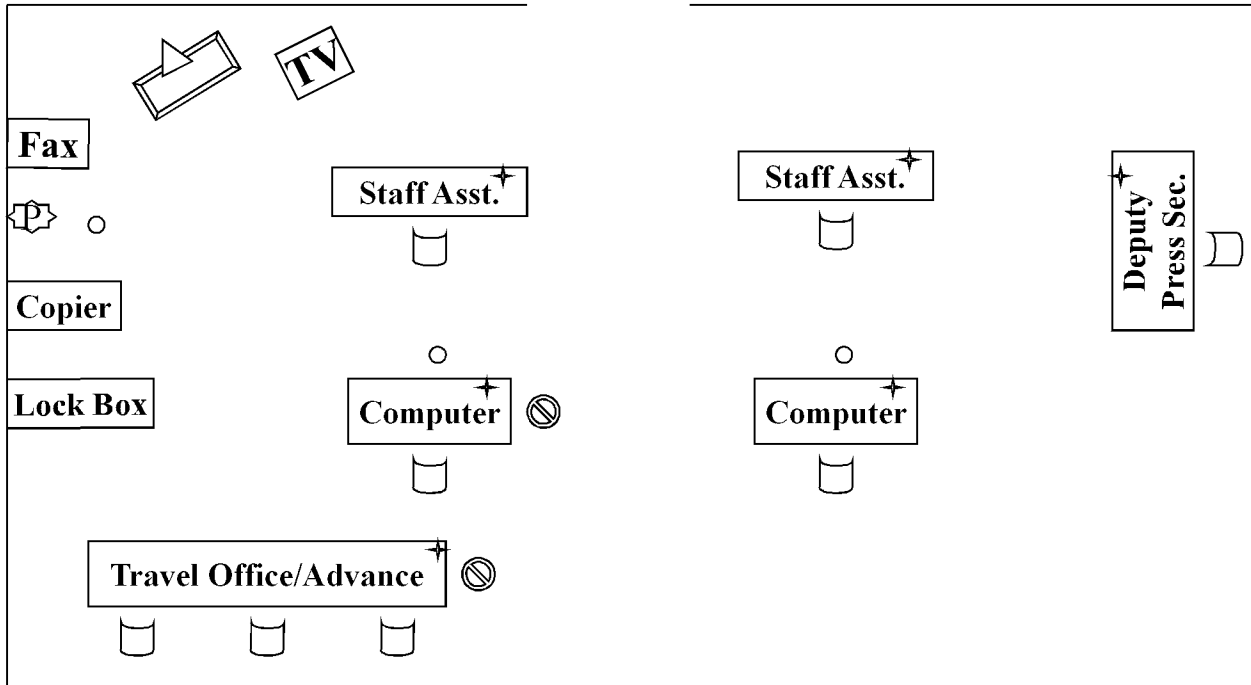 TV
Fax
Staff Asst.
Staff Asst.
Deputy
Press Sec.
P
Copier
Lock Box
Computer
Computer
Travel Office/Advance